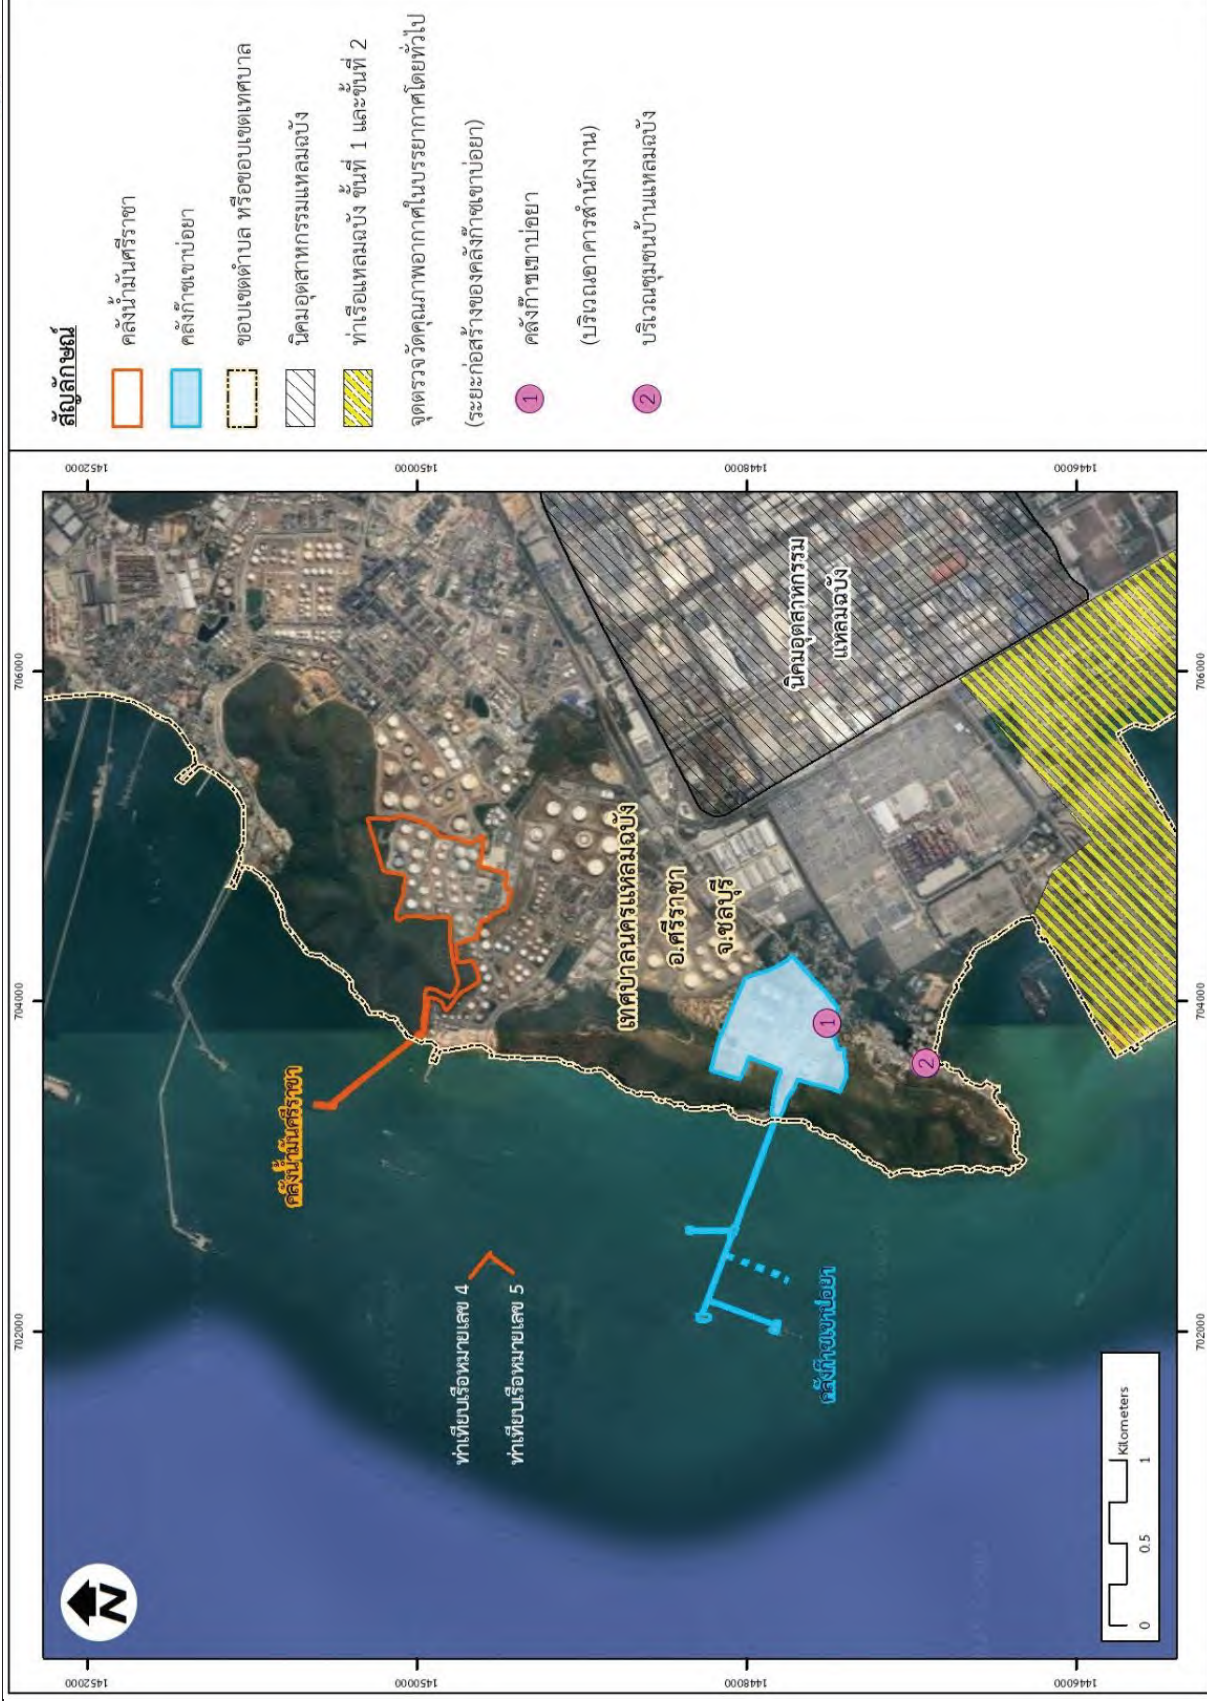 สัญลักษณ์
คลังน้ำมันศรีราชา
คลังก๊าซเขาบ่อยา
ขอบเขตตำบล หรือขอบเขตเทศบาล
นิคมอุตสาหกรรมแหลมฉบัง
ท่าเรือแหลมฉบัง ขั้นที่ 1 และขั้นที่ 2
จุดตรวจวัดคุณภาพอากาศในบรรยากาศโดยทั่วไป
(ระยะก่อสร้างของคลังก๊าซเขาบ่อยา)
1 คลังก๊าซเขาบ่อยา
(บริเวณอาคารสำนักงาน)
2 บริเวณชุมชนบ้านแหลมฉบัง
702000 704000 706000
1452000 1452000
1450000 1450000
1448000 1448000
1446000 1446000
702000 704000 706000
N
คลังน้ำมันศรีราชา
ท่าเทียบเรือหมายเลข 4
ท่าเทียบเรือหมายเลข 5
เทศบาลนครแหลมฉบัง
อ.ศรีราชา
จ.ชลบุรี
นิคมอุตสาหกรรม
แหลมฉบัง
คลังก๊าซเขาบ่อยา
1
2
Kilometers
0 0.5 1